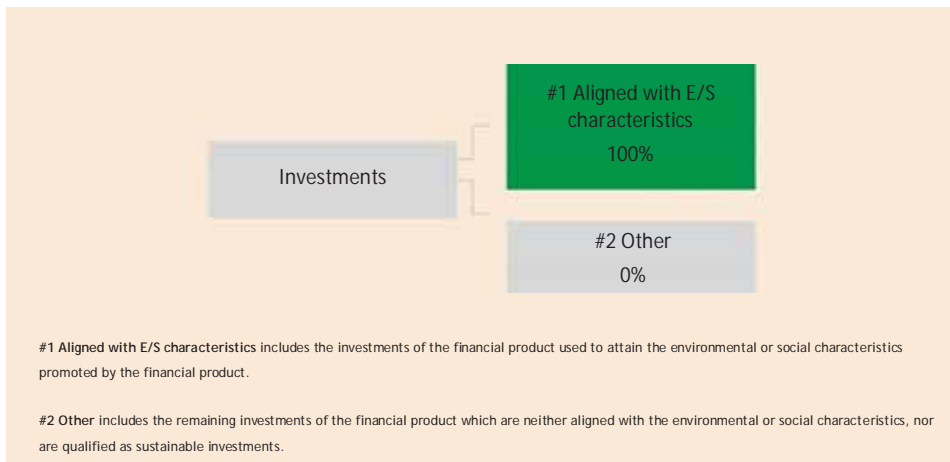 #1 Aligned with E/S
characteristics
100%
Investments
#2 Other
0%
#1 Aligned with E/S characteristics includes the investments of the financial product used to attain the environmental or social characteristics
promoted by the financial product.
#2 Other includes the remaining investments of the financial product which are neither aligned with the environmental or social characteristics, nor
are qualified as sustainable investments.